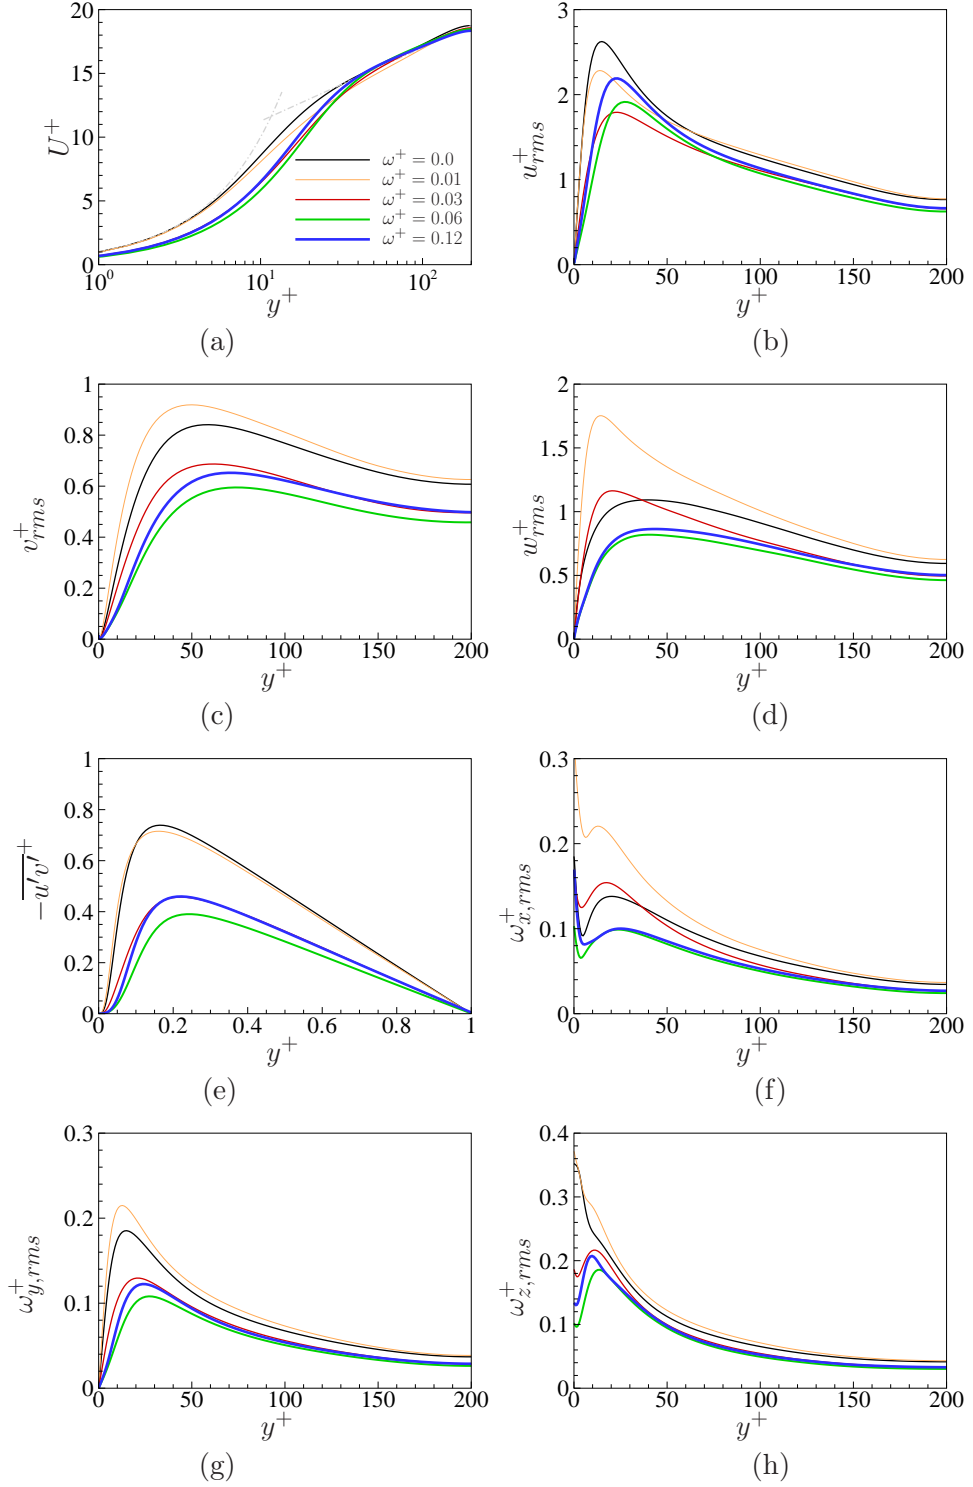 20
15
10
5
0
10⁰
10¹
10²
U⁺
y⁺
ω⁺ = 0.0
ω⁺ = 0.01
ω⁺ = 0.03
ω⁺ = 0.06
ω⁺ = 0.12
(a)
3
2
1
0
0
50
100
150
200
u⁺rms
y⁺
(b)
1
0.8
0.6
0.4
0.2
0
0
50
100
150
200
v⁺rms
y⁺
(c)
2
1.5
1
0.5
0
0
50
100
150
200
w⁺rms
y⁺
(d)
1
0.8
0.6
0.4
0.2
0
0
0.2
0.4
0.6
0.8
1
−u′v′⁺
y⁺
(e)
0.3
0.2
0.1
0
0
50
100
150
200
ω⁺x,rms
y⁺
(f)
0.3
0.2
0.1
0
0
50
100
150
200
ω⁺y,rms
y⁺
(g)
0.4
0.3
0.2
0.1
0
0
50
100
150
200
ω⁺z,rms
y⁺
(h)